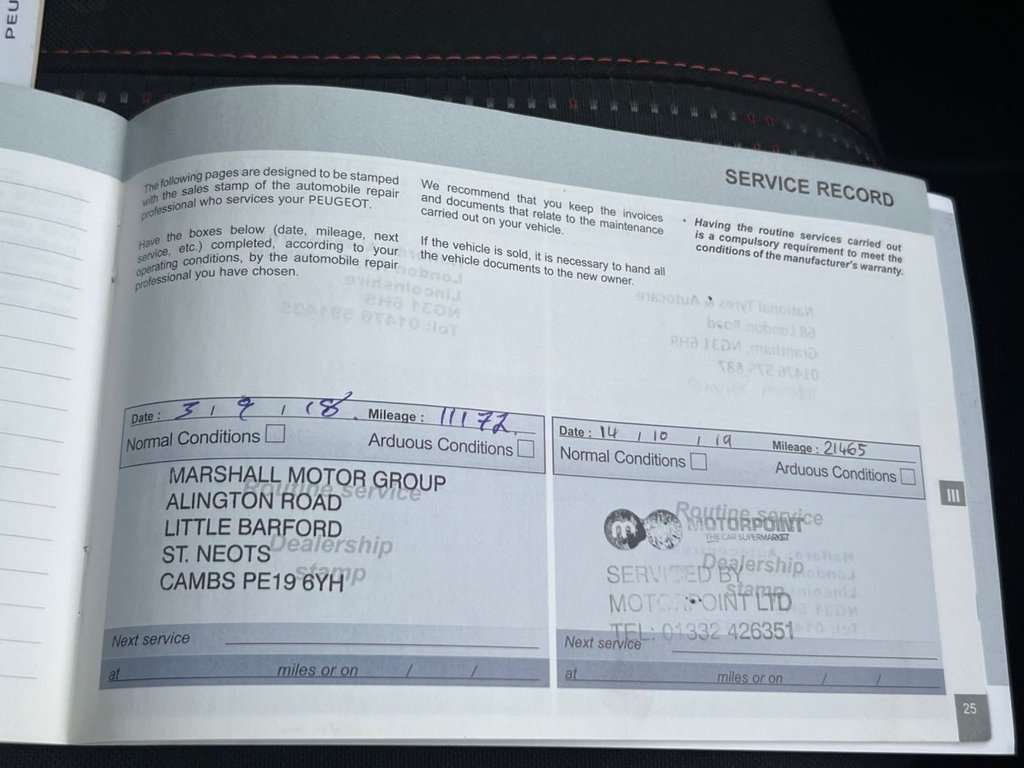 PEU
SERVICE RECORD
The following pages are designed to be stamped
with the sales stamp of the automobile repair
professional who services your PEUGEOT.
Have the boxes below (date, mileage, next
service, etc.) completed, according to your
operating conditions, by the automobile repair
professional you have chosen.
We recommend that you keep the invoices
and documents that relate to the maintenance
carried out on your vehicle.
If the vehicle is sold, it is necessary to hand all
the vehicle documents to the new owner.
• Having the routine services carried out
is a compulsory requirement to meet the
conditions of the manufacturer's warranty.
Date : 3 / 9 / 18 Mileage : 11172
Normal Conditions Arduous Conditions
Routine service
Dealership
stamp
MARSHALL MOTOR GROUP
ALINGTON ROAD
LITTLE BARFORD
ST. NEOTS
CAMBS PE19 6YH
Next service
at miles or on / /
Date : 14 / 10 / 19 Mileage : 21465
Normal Conditions Arduous Conditions
Routine service
Dealership
stamp
m
MOTORPOINT
THE CAR SUPERMARKET
SERVICED BY
MOTORPOINT LTD
TEL: 01332 426351
Next service
at miles or on / /
III
25